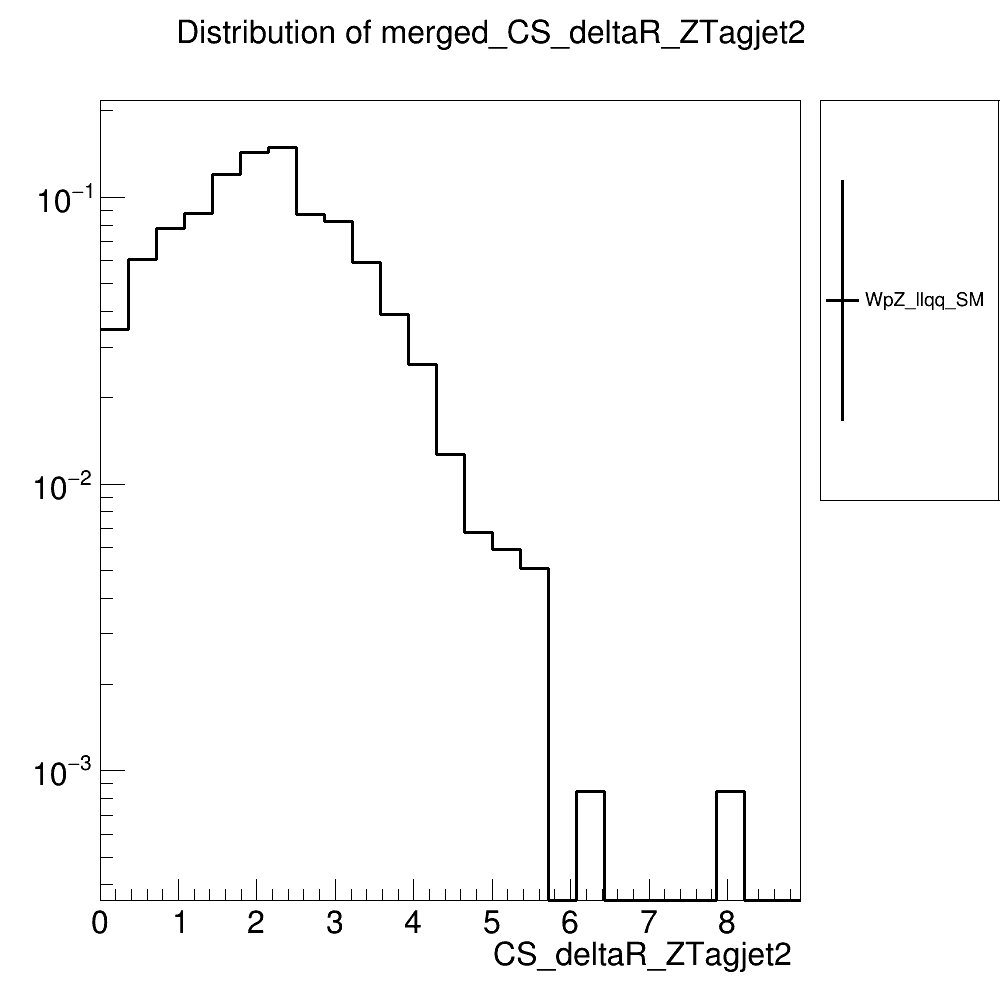 Distribution of merged_CS_deltaR_ZTagjet2
10⁻¹
10⁻²
10⁻³
WpZ_llqq_SM
0 1 2 3 4 5 6 7 8
CS_deltaR_ZTagjet2